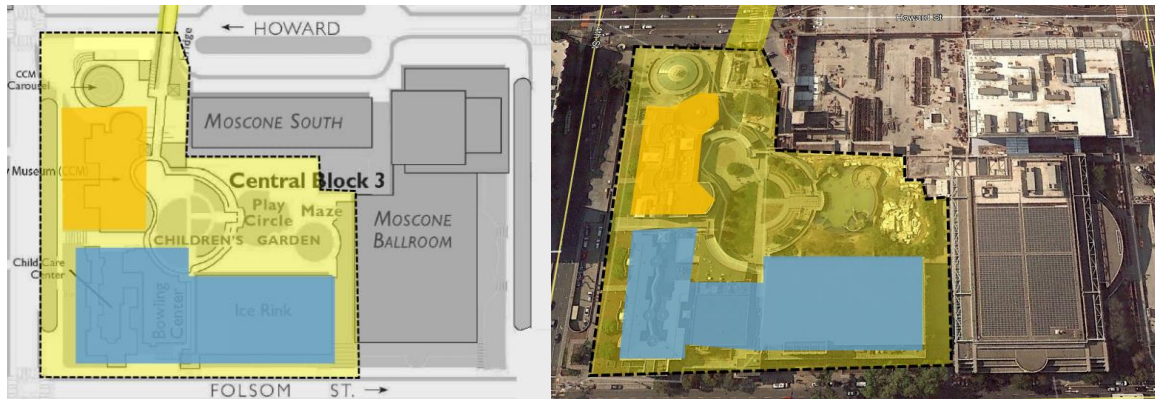 ← HOWARD
CCM
Carousel
MOSCONE SOUTH
y Museum (CCM)
Central Block 3
Play
Circle
Maze
MOSCONE
BALLROOM
CHILDREN'S GARDEN
Child Care
Center
Bowling
Center
Ice Rink
FOLSOM ST. →
Howard St